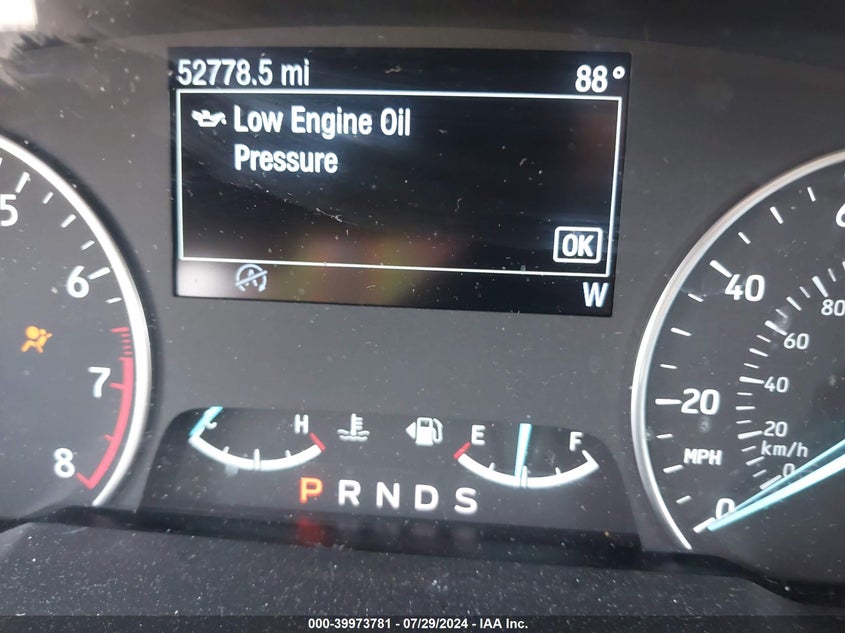 52778.5 mi 88°
Low Engine Oil
Pressure
OK
W
5
6
7
8
C H
E F
P R N D S
40
20
MPH
0
80
60
40
20
km/h
0
000-39973781 / 07/29/2024 - IAA Inc.